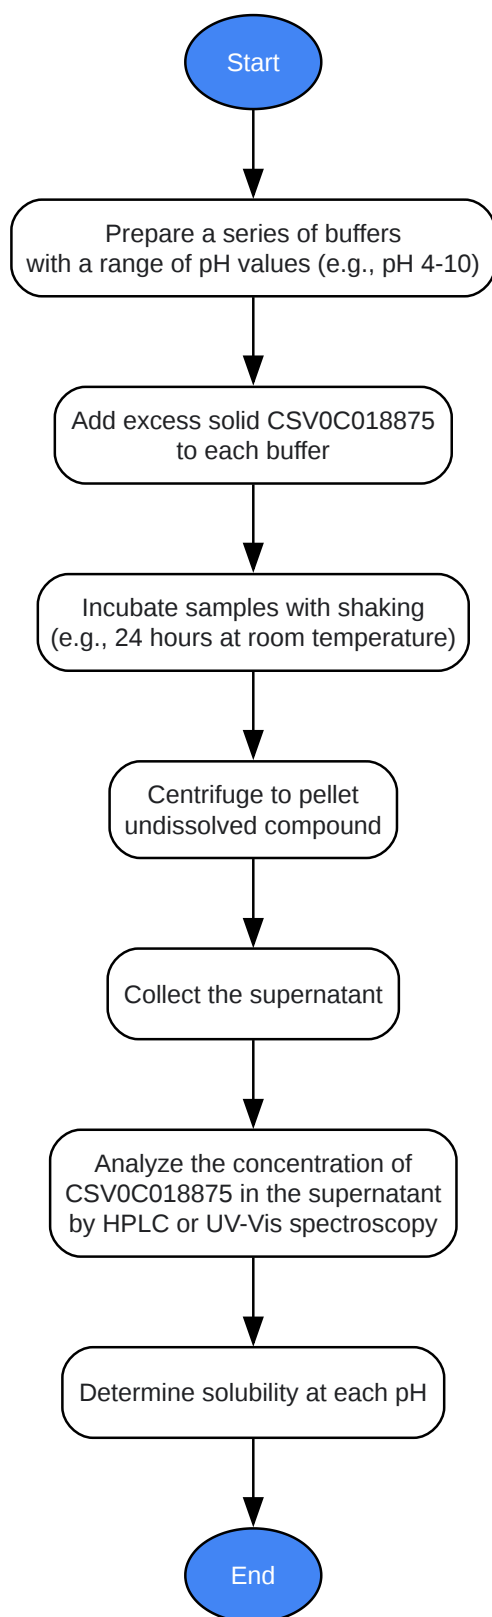 Start
Prepare a series of buffers
with a range of pH values (e.g., pH 4-10)
Add excess solid CSV0C018875
to each buffer
Incubate samples with shaking
(e.g., 24 hours at room temperature)
Centrifuge to pellet
undissolved compound
Collect the supernatant
Analyze the concentration of
CSV0C018875 in the supernatant
by HPLC or UV-Vis spectroscopy
Determine solubility at each pH
End